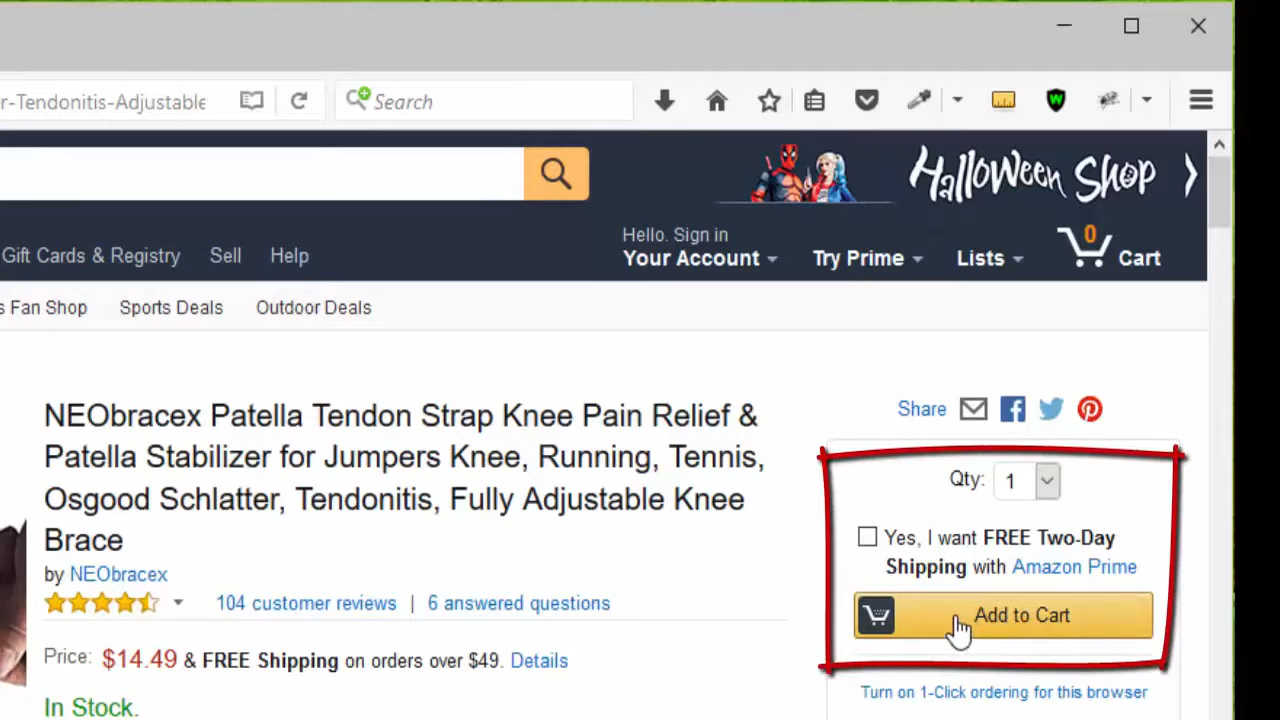 r-Tendonitis-Adjustable
Search
Halloween Shop
Hello. Sign in
Your Account
Try Prime
Lists
0
Cart
Gift Cards & Registry
Sell
Help
s Fan Shop
Sports Deals
Outdoor Deals
NEObracex Patella Tendon Strap Knee Pain Relief &
Patella Stabilizer for Jumpers Knee, Running, Tennis,
Osgood Schlatter, Tendonitis, Fully Adjustable Knee
Brace
by NEObracex
104 customer reviews | 6 answered questions
Price: $14.49 & FREE Shipping on orders over $49. Details
In Stock.
Share
Qty: 1
Yes, I want FREE Two-Day
Shipping with Amazon Prime
Add to Cart
Turn on 1-Click ordering for this browser